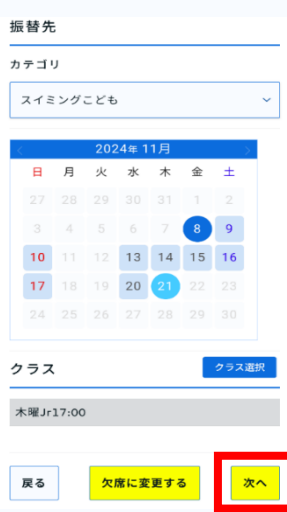 振替先
カテゴリ
スイミングこども
2024年 11月
日 月 火 水 木 金 土
27 28 29 30 31 1 2
3 4 5 6 7 8 9
10 11 12 13 14 15 16
17 18 19 20 21 22 23
24 25 26 27 28 29 30
クラス クラス選択
木曜Jr17:00
戻る 欠席に変更する 次へ